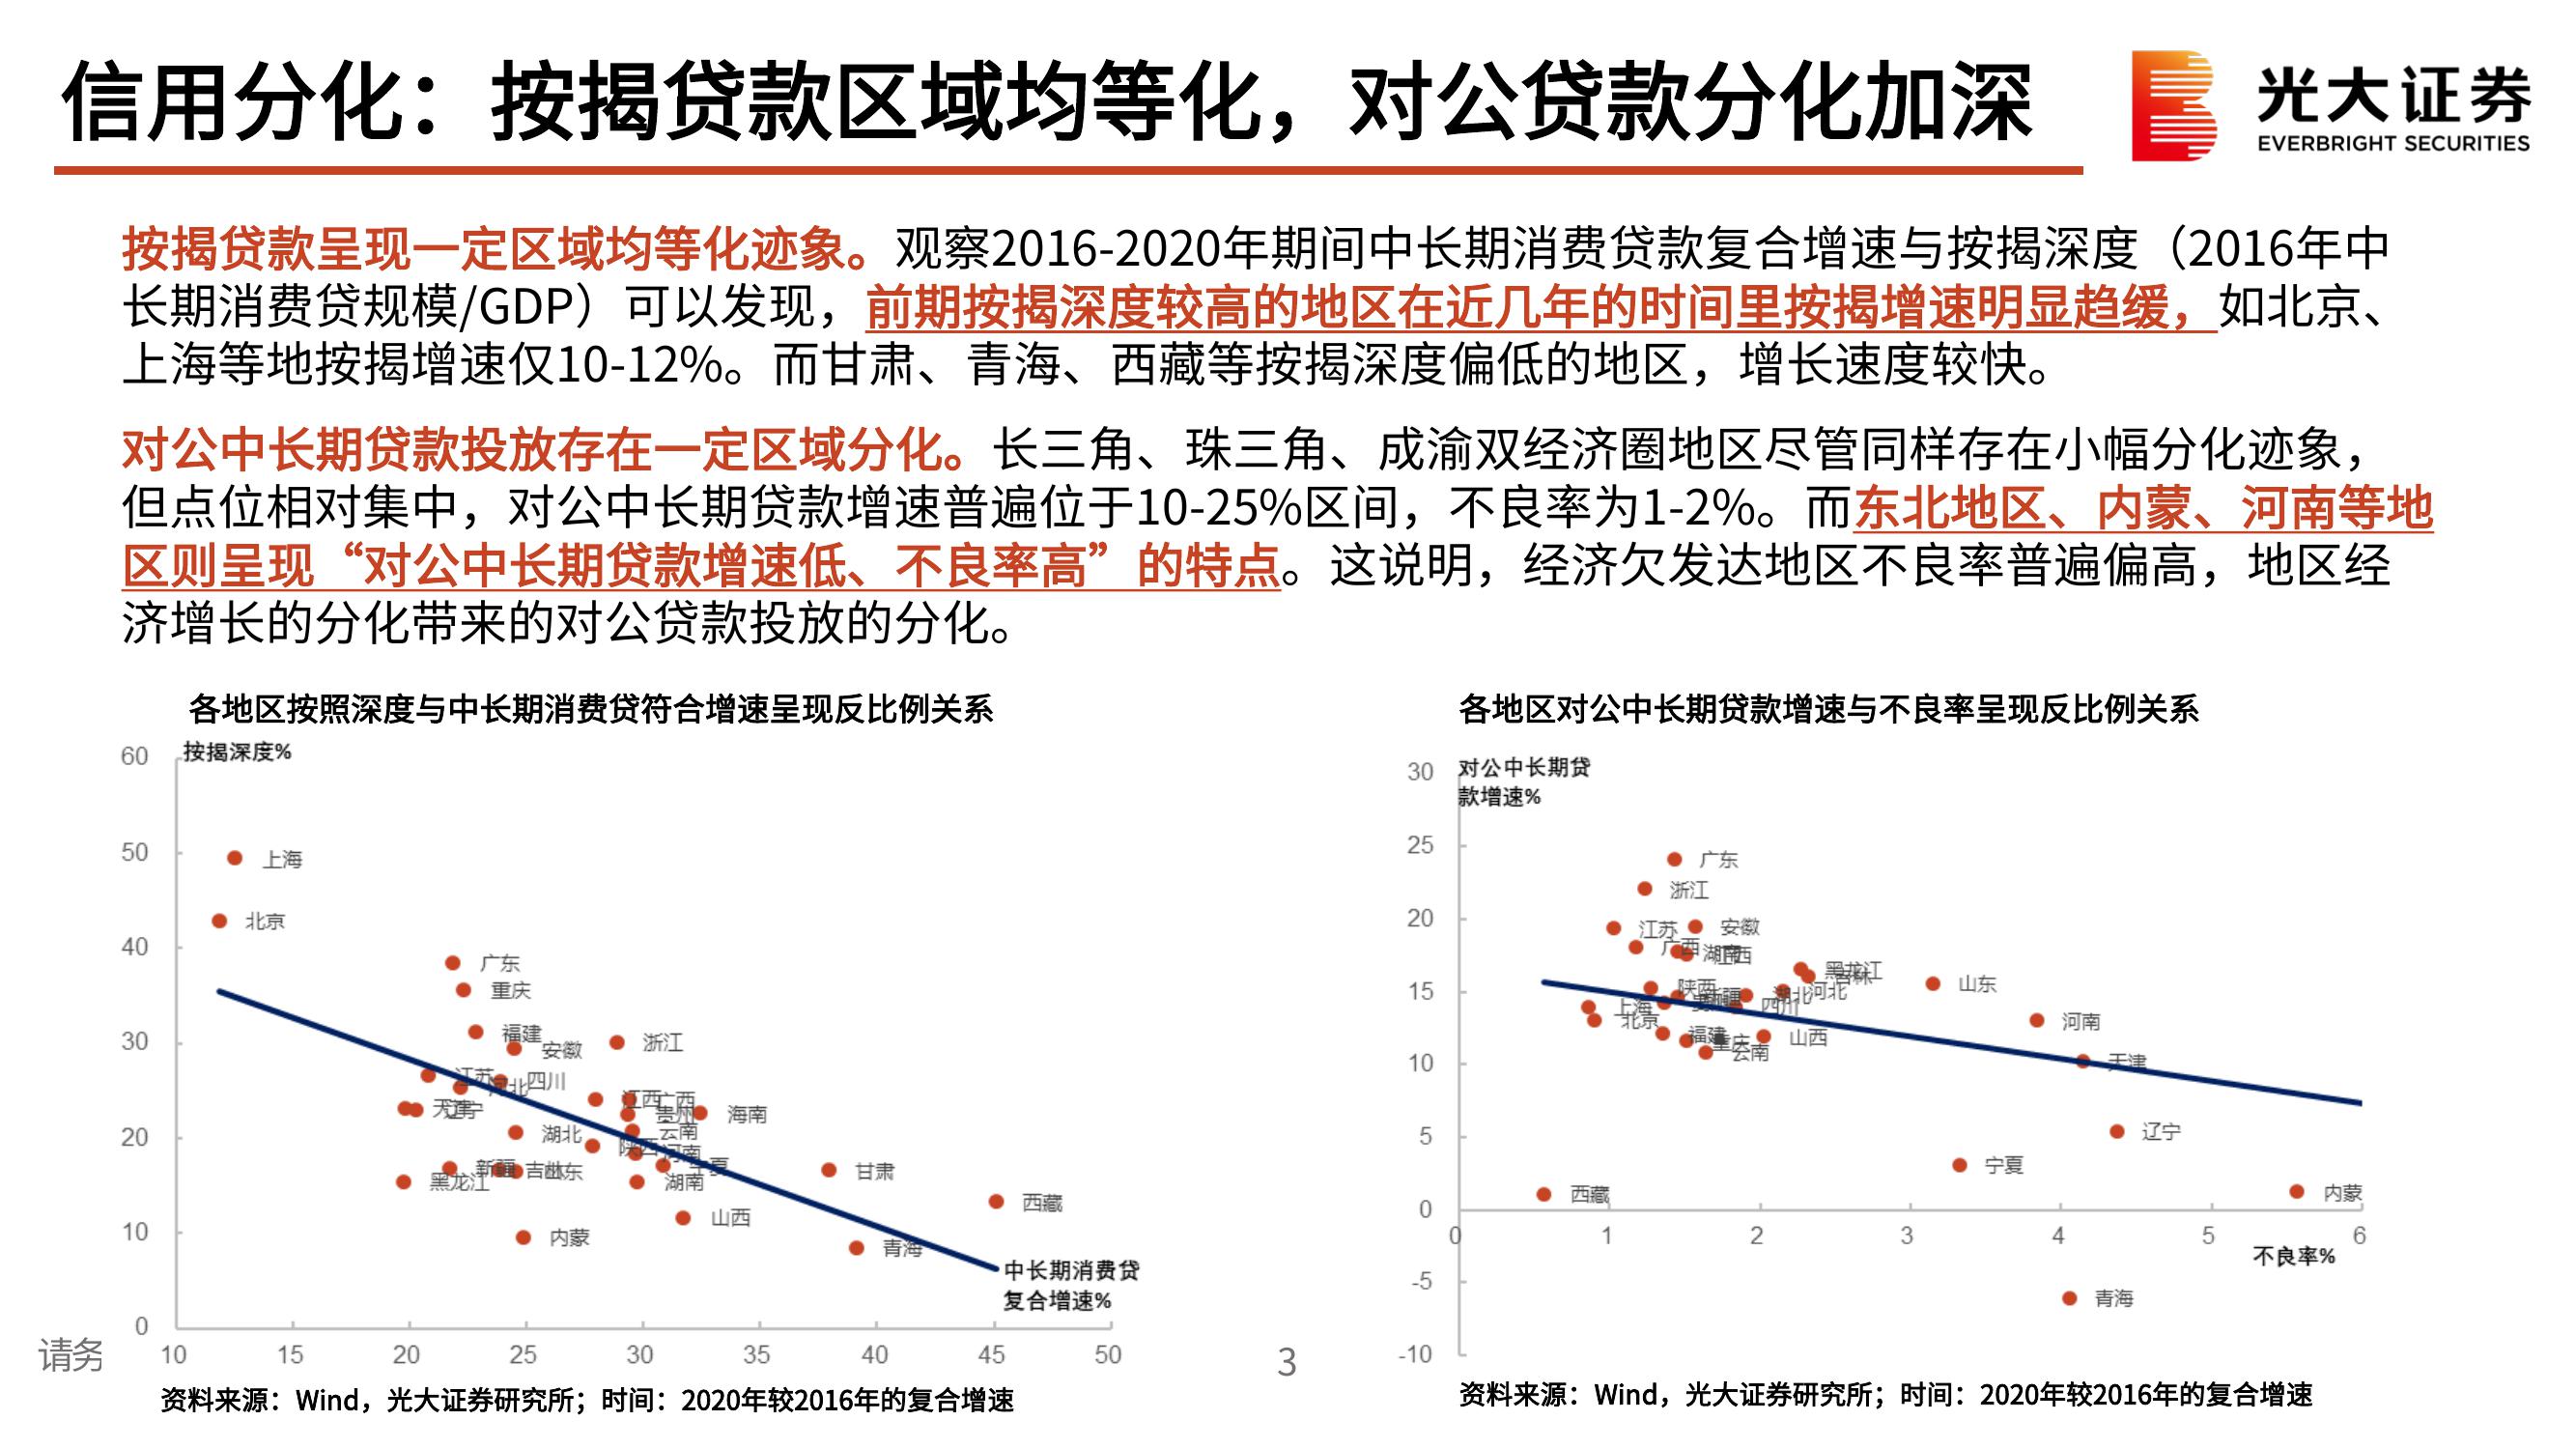 信用分化：按揭贷款区域均等化，对公贷款分化加深
光大证券
EVERBRIGHT SECURITIES
按揭贷款呈现一定区域均等化迹象。观察2016-2020年期间中长期消费贷款复合增速与按揭深度（2016年中
长期消费贷规模/GDP）可以发现，前期按揭深度较高的地区在近几年的时间里按揭增速明显趋缓，如北京、
上海等地按揭增速仅10-12%。而甘肃、青海、西藏等按揭深度偏低的地区，增长速度较快。
对公中长期贷款投放存在一定区域分化。长三角、珠三角、成渝双经济圈地区尽管同样存在小幅分化迹象，
但点位相对集中，对公中长期贷款增速普遍位于10-25%区间，不良率为1-2%。而东北地区、内蒙、河南等地
区则呈现“对公中长期贷款增速低、不良率高”的特点。这说明，经济欠发达地区不良率普遍偏高，地区经
济增长的分化带来的对公贷款投放的分化。
各地区按照深度与中长期消费贷符合增速呈现反比例关系
按揭深度%
60
50
40
30
20
10
0
上海
北京
广东
重庆
福建
安徽
浙江
江苏
四川
天津
辽宁
江西
广西
贵州
海南
湖北
云南
陕西
河南
宁夏
新疆
吉林
山东
黑龙江
湖南
甘肃
西藏
山西
内蒙
青海
中长期消费贷
复合增速%
10 15 20 25 30 35 40 45 50
资料来源：Wind，光大证券研究所；时间：2020年较2016年的复合增速
各地区对公中长期贷款增速与不良率呈现反比例关系
对公中长期贷
款增速%
30
25
20
15
10
5
0
-5
-10
广东
浙江
江苏
安徽
广西
湖南
江西
黑龙江
吉林
山东
陕西
新疆
湖北
河北
上海
四川
北京
河南
福建
重庆
山西
云南
天津
辽宁
宁夏
西藏
内蒙
青海
0 1 2 3 4 5 6
不良率%
资料来源：Wind，光大证券研究所；时间：2020年较2016年的复合增速
请务
3